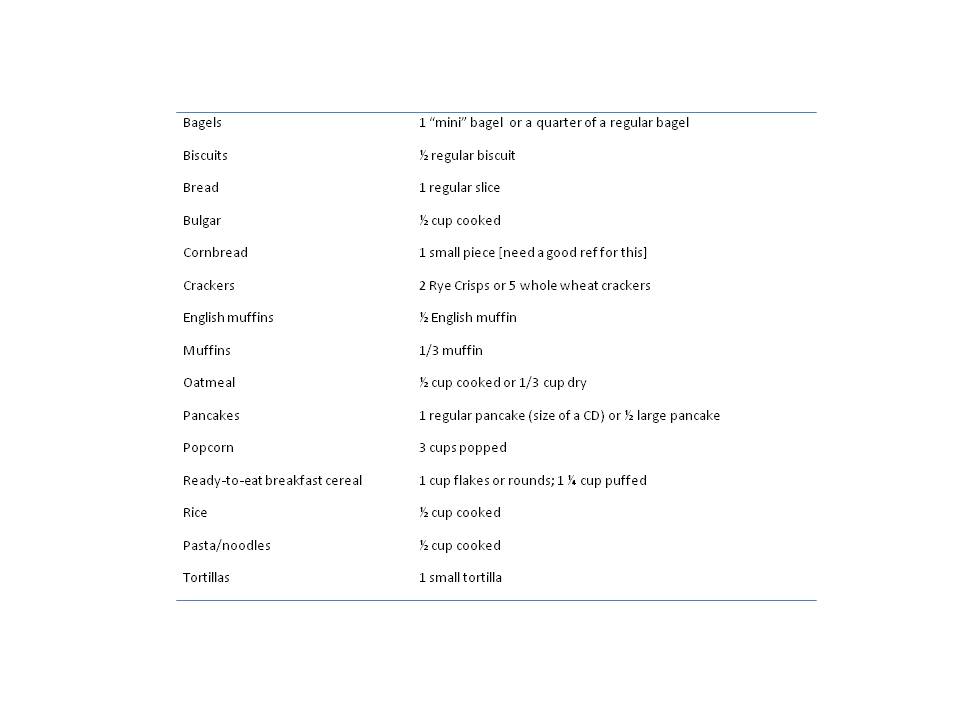 Bagels 1 “mini” bagel or a quarter of a regular bagel
Biscuits ½ regular biscuit
Bread 1 regular slice
Bulgar ½ cup cooked
Cornbread 1 small piece [need a good ref for this]
Crackers 2 Rye Crisps or 5 whole wheat crackers
English muffins ½ English muffin
Muffins 1/3 muffin
Oatmeal ½ cup cooked or 1/3 cup dry
Pancakes 1 regular pancake (size of a CD) or ½ large pancake
Popcorn 3 cups popped
Ready-to-eat breakfast cereal 1 cup flakes or rounds; 1 ¼ cup puffed
Rice ½ cup cooked
Pasta/noodles ½ cup cooked
Tortillas 1 small tortilla